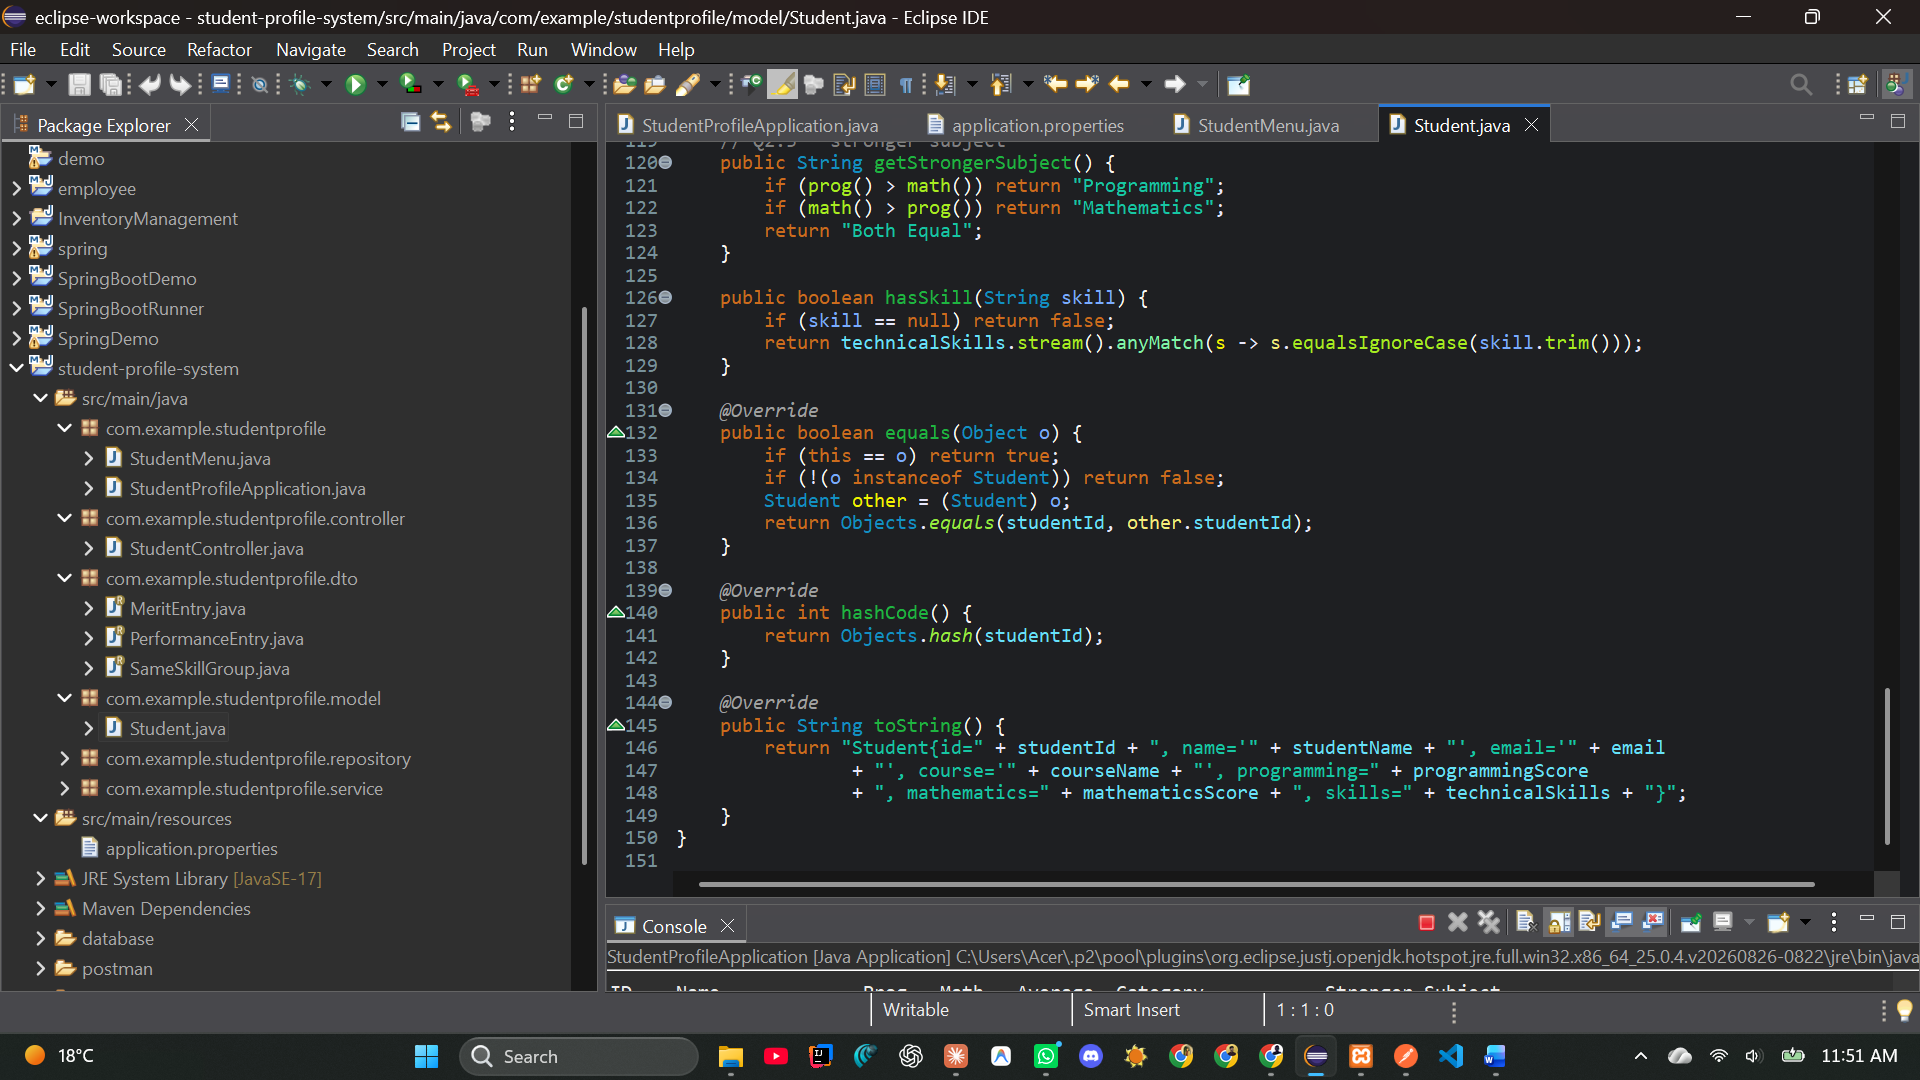 eclipse-workspace - student-profile-system/src/main/java/com/example/studentprofile/model/Student.java - Eclipse IDE
File Edit Source Refactor Navigate Search Project Run Window Help
Package Explorer
demo
employee
InventoryManagement
spring
SpringBootDemo
SpringBootRunner
SpringDemo
student-profile-system
src/main/java
com.example.studentprofile
StudentMenu.java
StudentProfileApplication.java
com.example.studentprofile.controller
StudentController.java
com.example.studentprofile.dto
MeritEntry.java
PerformanceEntry.java
SameSkillGroup.java
com.example.studentprofile.model
Student.java
com.example.studentprofile.repository
com.example.studentprofile.service
src/main/resources
application.properties
JRE System Library [JavaSE-17]
Maven Dependencies
database
postman
StudentProfileApplication.java application.properties StudentMenu.java Student.java
120 public String getStrongerSubject() {
121 if (prog() > math()) return "Programming";
122 if (math() > prog()) return "Mathematics";
123 return "Both Equal";
124 }
125
126 public boolean hasSkill(String skill) {
127 if (skill == null) return false;
128 return technicalSkills.stream().anyMatch(s -> s.equalsIgnoreCase(skill.trim()));
129 }
130
131 @Override
132 public boolean equals(Object o) {
133 if (this == o) return true;
134 if (!(o instanceof Student)) return false;
135 Student other = (Student) o;
136 return Objects.equals(studentId, other.studentId);
137 }
138
139 @Override
140 public int hashCode() {
141 return Objects.hash(studentId);
142 }
143
144 @Override
145 public String toString() {
146 return "Student{id=" + studentId + ", name='" + studentName + "', email='" + email
147 + "', course='" + courseName + "', programming=" + programmingScore
148 + ", mathematics=" + mathematicsScore + ", skills=" + technicalSkills + "}";
149 }
150 }
151
Console
StudentProfileApplication [Java Application] C:\Users\Acer\.p2\pool\plugins\org.eclipse.justj.openjdk.hotspot.jre.full.win32.x86_64_25.0.4.v20260826-0822\jre\bin\java
ID Name Prog Math Average Category Stronger Subject
Writable Smart Insert 1 : 1 : 0
18°C Search 11:51 AM